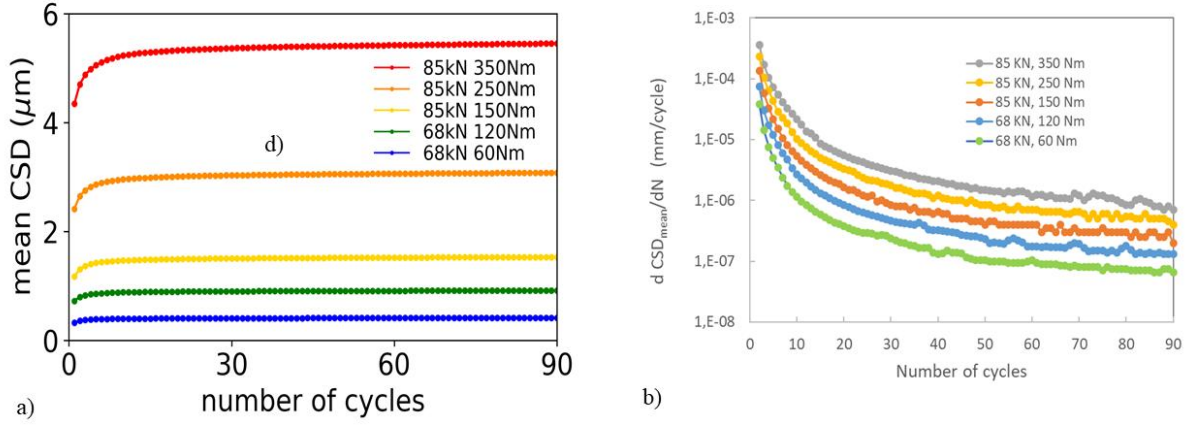 6
4
2
0
mean CSD (μm)
0
30
60
90
number of cycles
85kN 350Nm
85kN 250Nm
85kN 150Nm
68kN 120Nm
68kN 60Nm
d)
a)
1,E-03
1,E-04
1,E-05
1,E-06
1,E-07
1,E-08
d CSDmean/dN (mm/cycle)
0 10 20 30 40 50 60 70 80 90
Number of cycles
85 KN, 350 Nm
85 KN, 250 Nm
85 KN, 150 Nm
68 KN, 120 Nm
68 KN, 60 Nm
b)